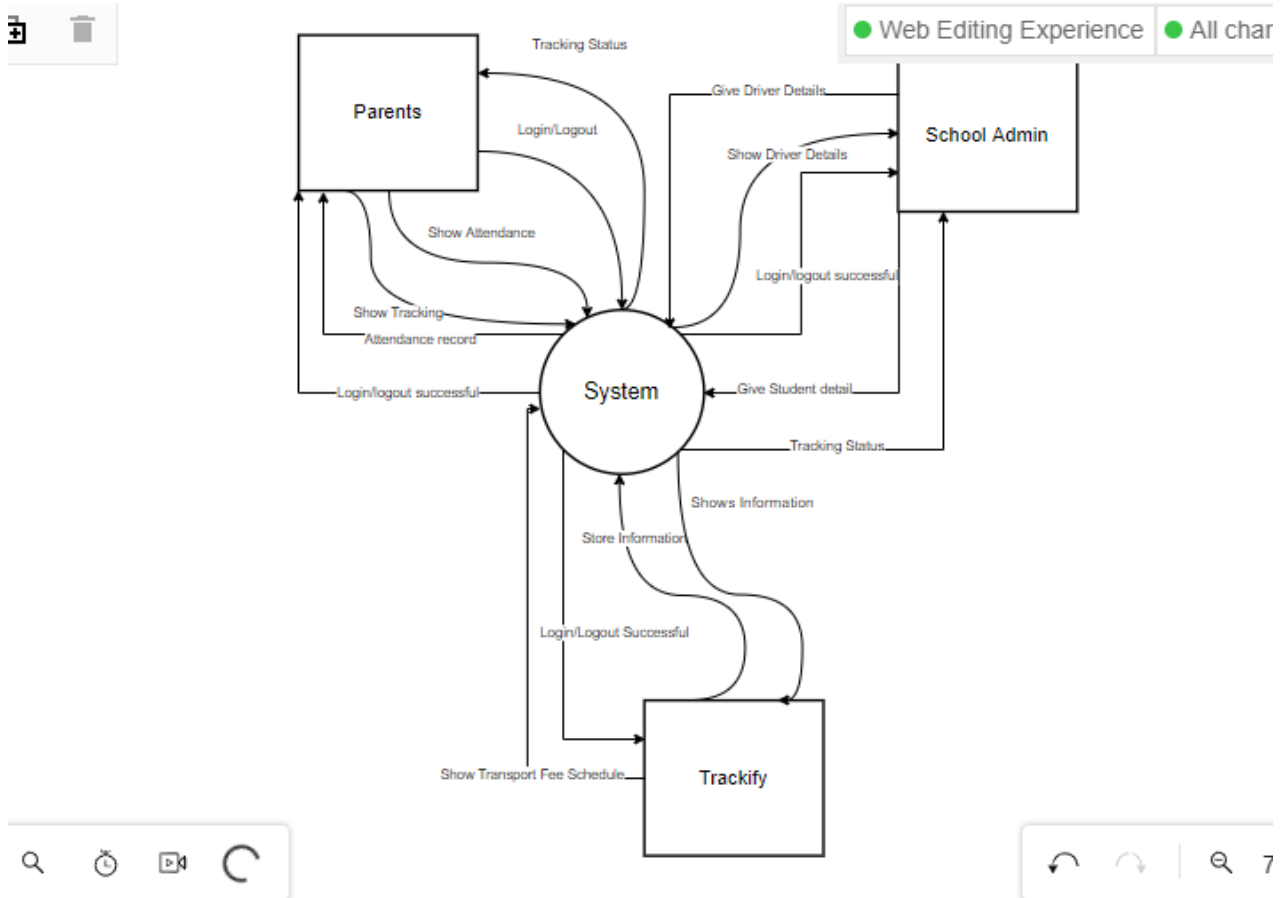 Web Editing Experience
All char
Tracking Status
Parents
Give Driver Details
Login/Logout
School Admin
Show Driver Details
Show Attendance
Login/logout successful
Show Tracking
Attendance record
Login/logout successful
System
Give Student detail
Tracking Status
Shows Information
Store Information
Login/Logout Successful
Show Transport Fee Schedule
Trackify
7